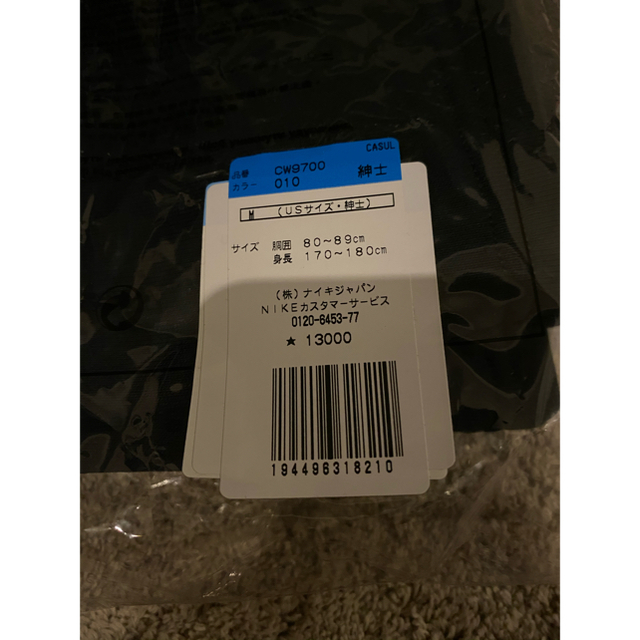 CASUL
品番 CW9700
カラー 010 紳士
M (USサイズ・紳士)
サイズ 胴囲 80~89cm
身長 170~180cm
(株)ナイキジャパン
NIKEカスタマーサービス
0120-6453-77
★ 13000
194496318210